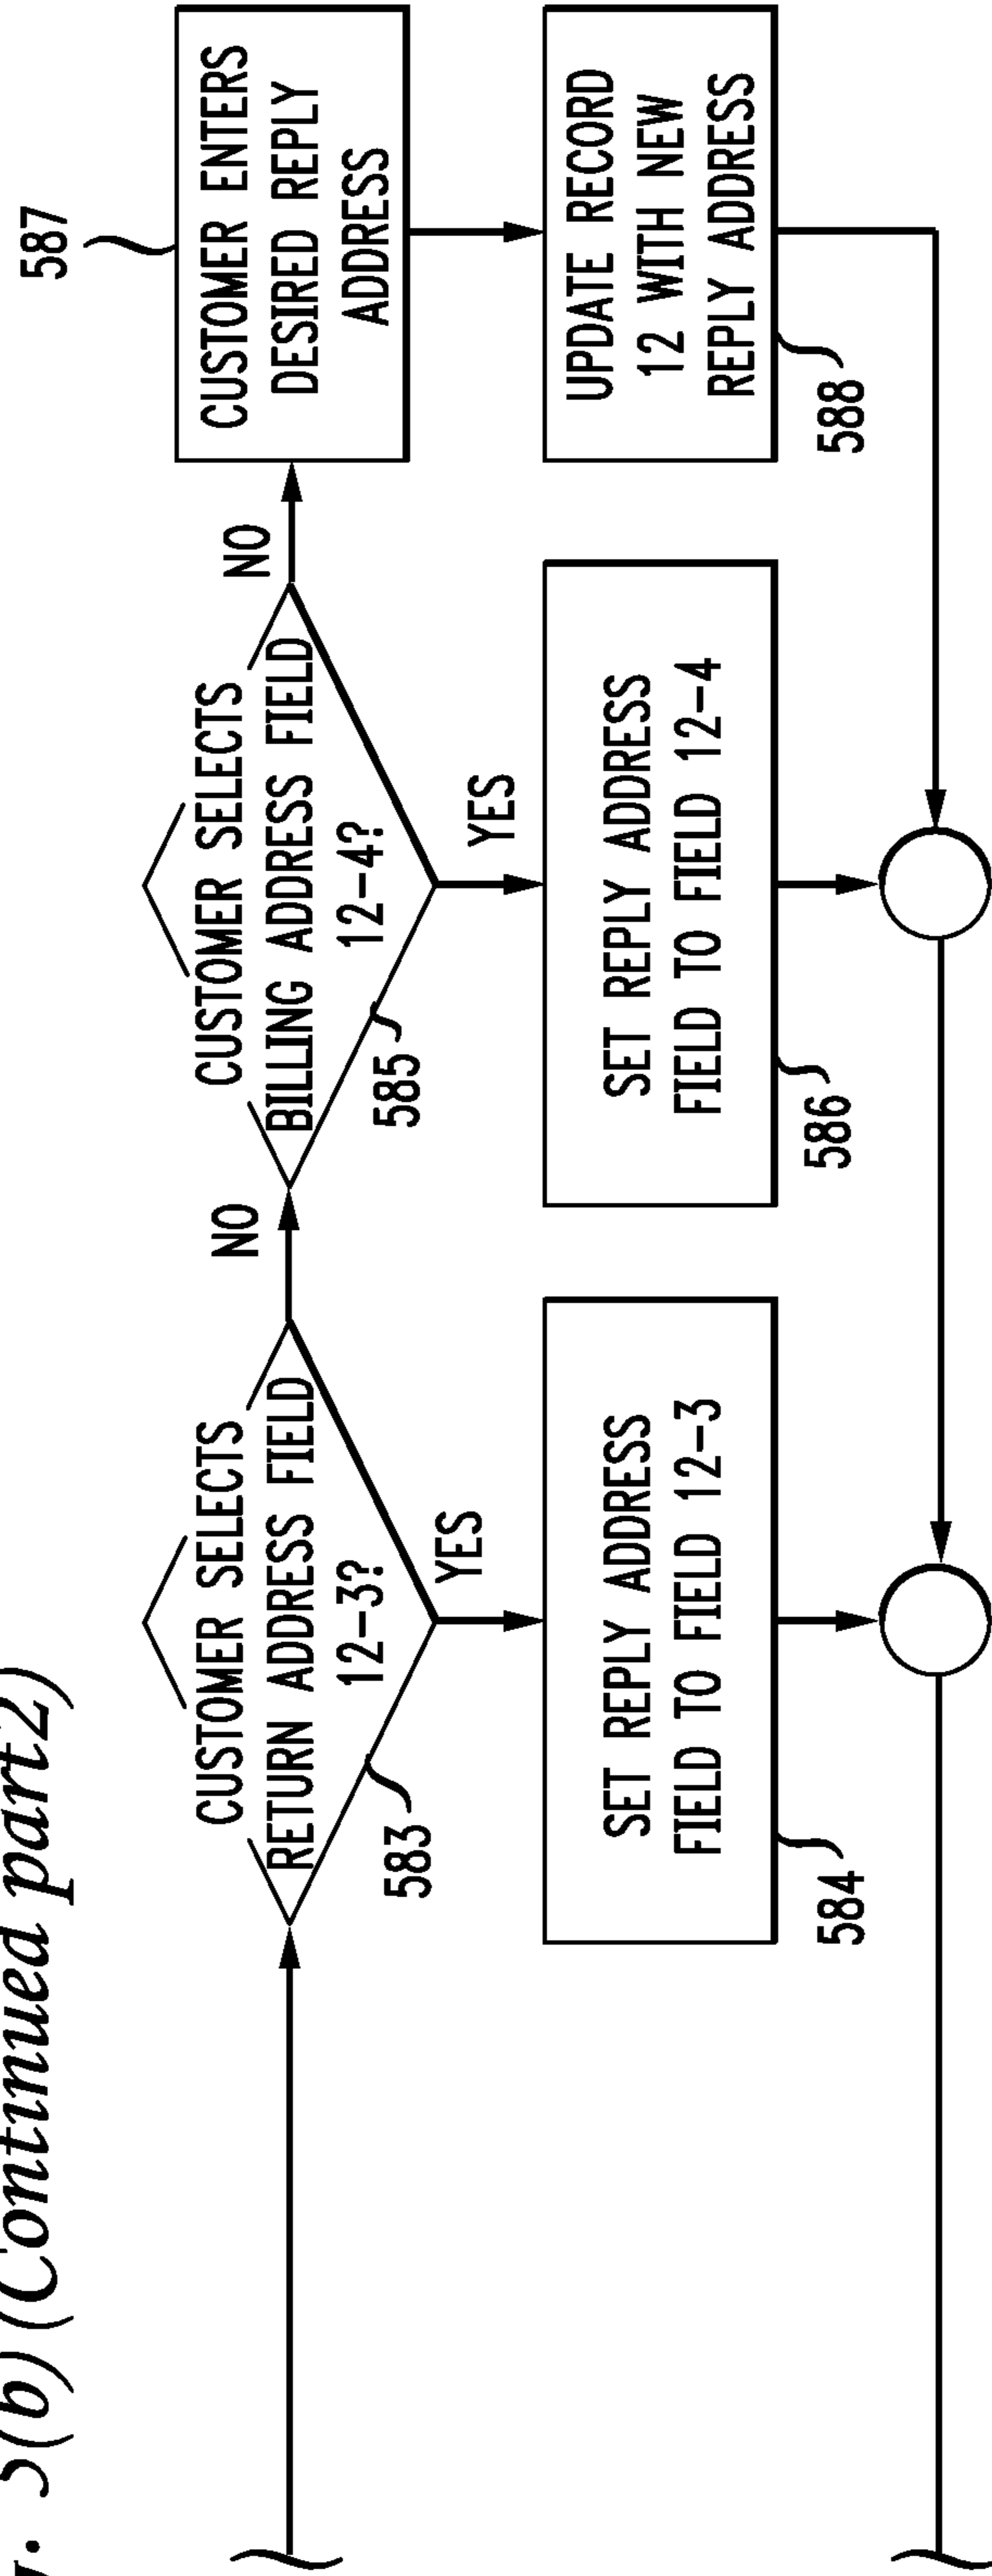 g. 5(b) (Continued part2)
CUSTOMER SELECTS
RETURN ADDRESS FIELD
12-3?
583
NO
YES
SET REPLY ADDRESS
FIELD TO FIELD 12-3
584
CUSTOMER SELECTS
BILLING ADDRESS FIELD
12-4?
585
NO
YES
SET REPLY ADDRESS
FIELD TO FIELD 12-4
586
587
CUSTOMER ENTERS
DESIRED REPLY
ADDRESS
UPDATE RECORD
12 WITH NEW
REPLY ADDRESS
588